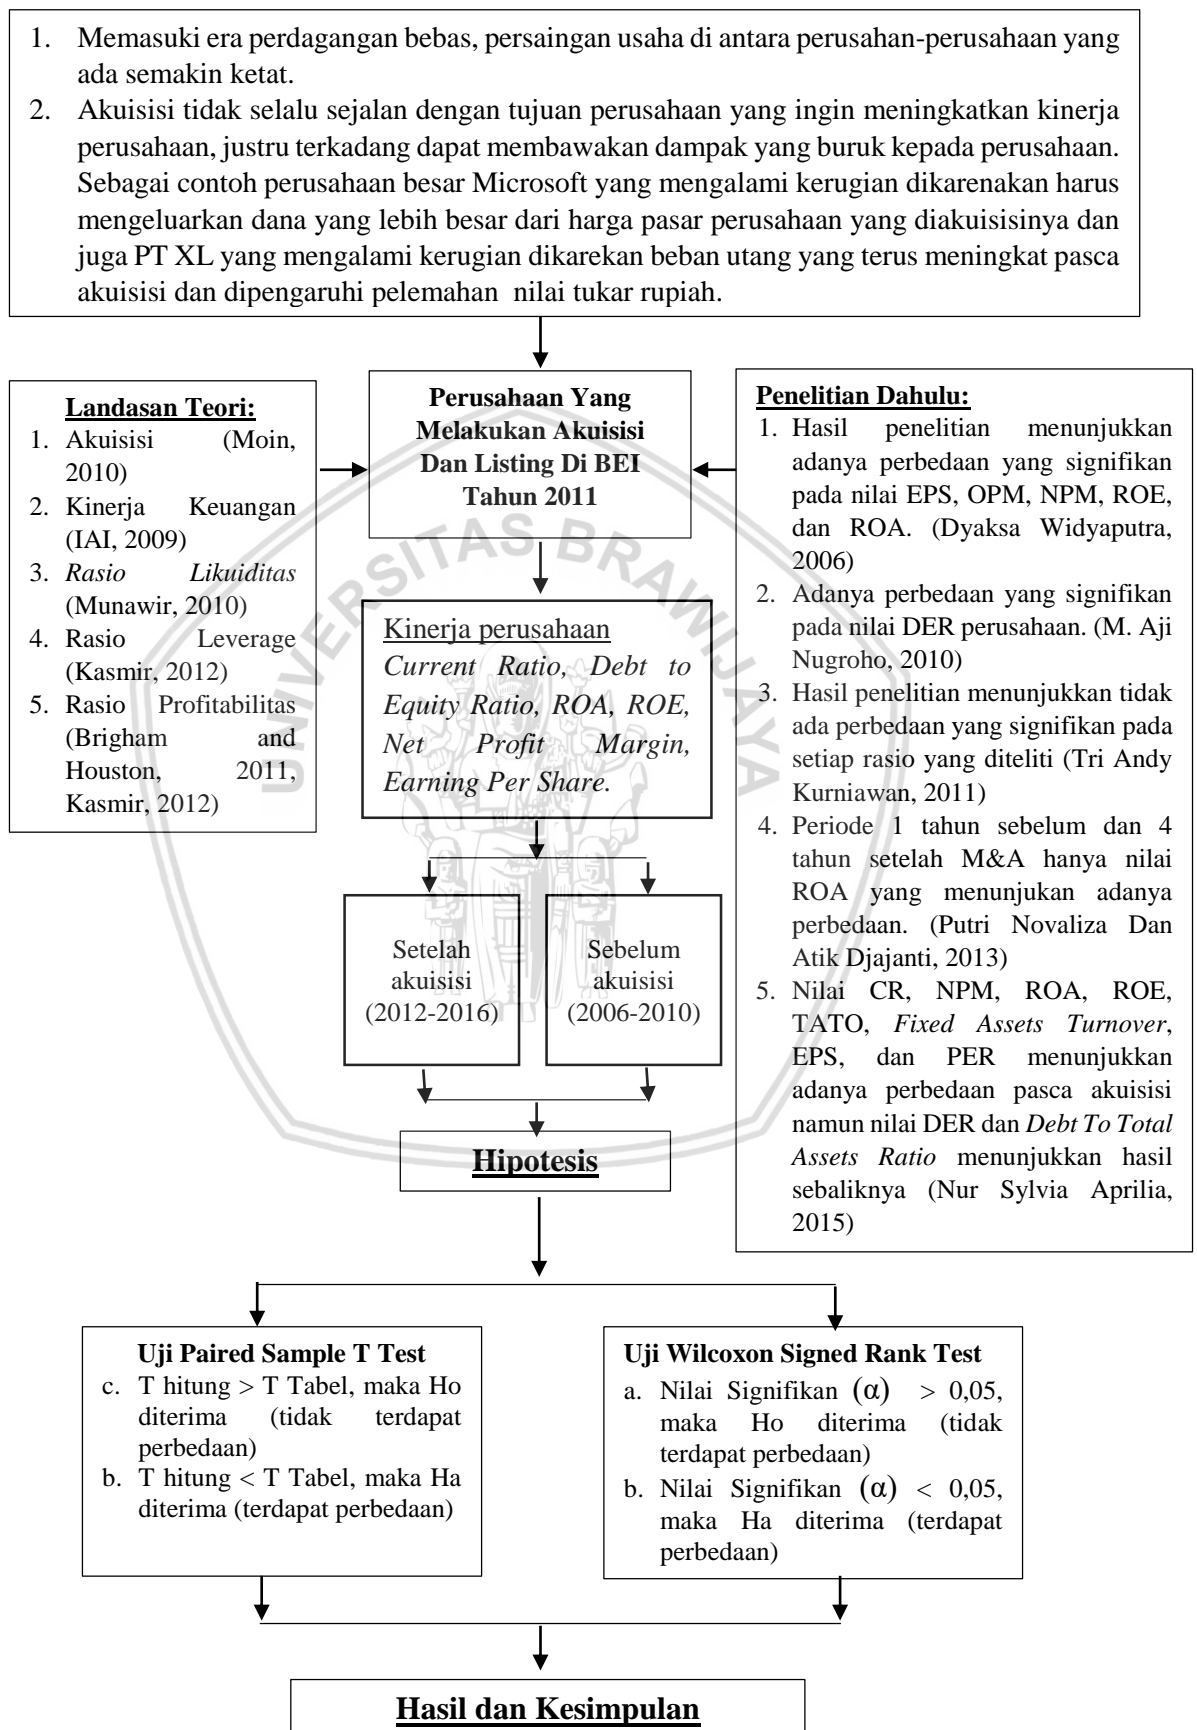 1. Memasuki era perdagangan bebas, persaingan usaha di antara perusahan-perusahaan yang
ada semakin ketat.
2. Akuisisi tidak selalu sejalan dengan tujuan perusahaan yang ingin meningkatkan kinerja
perusahaan, justru terkadang dapat membawakan dampak yang buruk kepada perusahaan.
Sebagai contoh perusahaan besar Microsoft yang mengalami kerugian dikarenakan harus
mengeluarkan dana yang lebih besar dari harga pasar perusahaan yang diakuisisinya dan
juga PT XL yang mengalami kerugian dikarekan beban utang yang terus meningkat pasca
akuisisi dan dipengaruhi pelemahan nilai tukar rupiah.
Landasan Teori:
1. Akuisisi (Moin,
2010)
2. Kinerja Keuangan
(IAI, 2009)
3. Rasio Likuiditas
(Munawir, 2010)
4. Rasio Leverage
(Kasmir, 2012)
5. Rasio Profitabilitas
(Brigham and
Houston, 2011,
Kasmir, 2012)
Perusahaan Yang
Melakukan Akuisisi
Dan Listing Di BEI
Tahun 2011
Penelitian Dahulu:
1. Hasil penelitian menunjukkan
adanya perbedaan yang signifikan
pada nilai EPS, OPM, NPM, ROE,
dan ROA. (Dyaksa Widyaputra,
2006)
2. Adanya perbedaan yang signifikan
pada nilai DER perusahaan. (M. Aji
Nugroho, 2010)
3. Hasil penelitian menunjukkan tidak
ada perbedaan yang signifikan pada
setiap rasio yang diteliti (Tri Andy
Kurniawan, 2011)
4. Periode 1 tahun sebelum dan 4
tahun setelah M&A hanya nilai
ROA yang menunjukan adanya
perbedaan. (Putri Novaliza Dan
Atik Djajanti, 2013)
5. Nilai CR, NPM, ROA, ROE,
TATO, Fixed Assets Turnover,
EPS, dan PER menunjukkan
adanya perbedaan pasca akuisisi
namun nilai DER dan Debt To Total
Assets Ratio menunjukkan hasil
sebaliknya (Nur Sylvia Aprilia,
2015)
UNIVERSITAS BRAWIJAYA
Kinerja perusahaan
Current Ratio, Debt to
Equity Ratio, ROA, ROE,
Net Profit Margin,
Earning Per Share.
Setelah
akuisisi
(2012-2016)
Sebelum
akuisisi
(2006-2010)
Hipotesis
Uji Paired Sample T Test
c. T hitung > T Tabel, maka Ho
diterima (tidak terdapat
perbedaan)
b. T hitung < T Tabel, maka Ha
diterima (terdapat perbedaan)
Uji Wilcoxon Signed Rank Test
a. Nilai Signifikan (α) > 0,05,
maka Ho diterima (tidak
terdapat perbedaan)
b. Nilai Signifikan (α) < 0,05,
maka Ha diterima (terdapat
perbedaan)
Hasil dan Kesimpulan